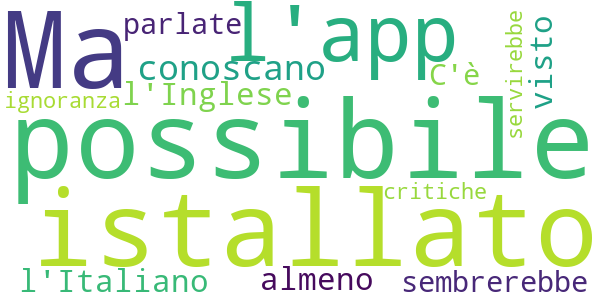 Ma
parlate
l'app
conoscano
C'è
servirebbe
visto
ignoranza
l'Inglese
possibile
critiche
istallato
l'Italiano
almeno
sembrerebbe